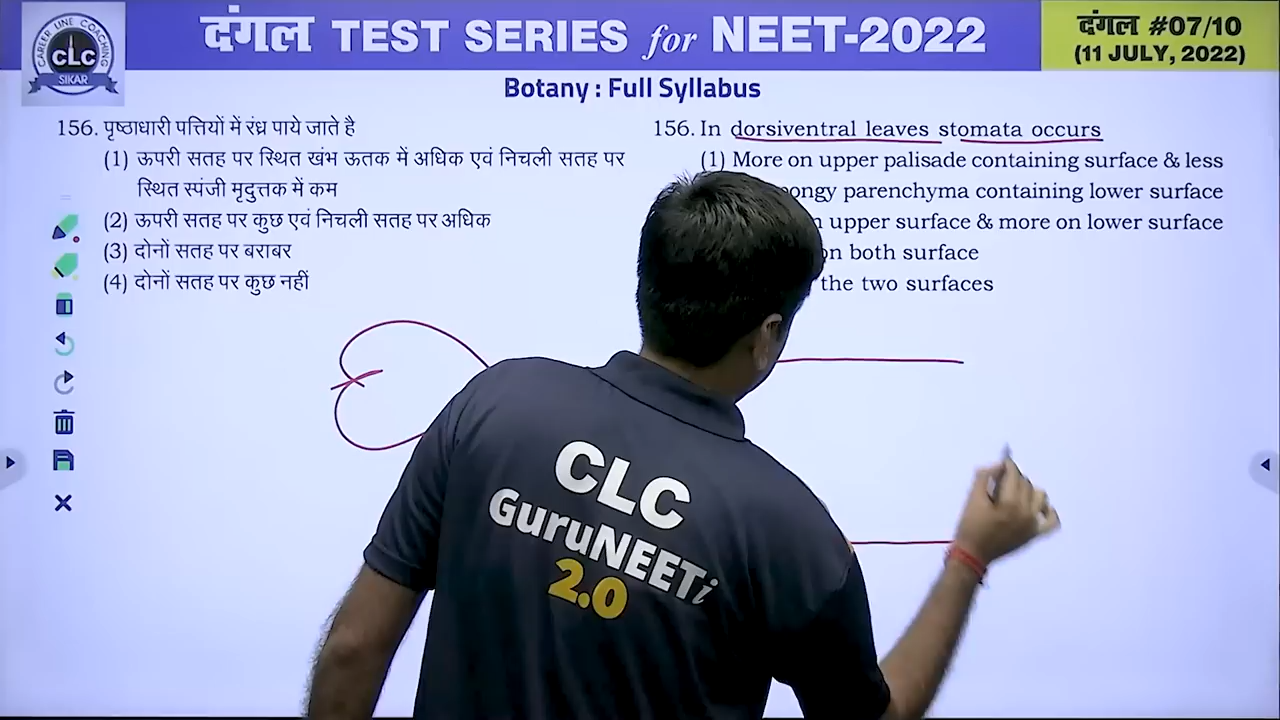 CAREER LINE COACHING
CLC
SIKAR
दंगल TEST SERIES for NEET-2022
दंगल #07/10
(11 JULY, 2022)
Botany : Full Syllabus
156. पृष्ठाधारी पत्तियों में रंध्र पाये जाते है
(1) ऊपरी सतह पर स्थित खंभ ऊतक में अधिक एवं निचली सतह पर
स्थित स्पंजी मृदुत्तक में कम
(2) ऊपरी सतह पर कुछ एवं निचली सतह पर अधिक
(3) दोनों सतह पर बराबर
(4) दोनों सतह पर कुछ नहीं
156. In dorsiventral leaves stomata occurs
(1) More on upper palisade containing surface & less
parenchyma containing lower surface
upper surface & more on lower surface
on both surface
the two surfaces
CLC
GuruNEETi
2.0